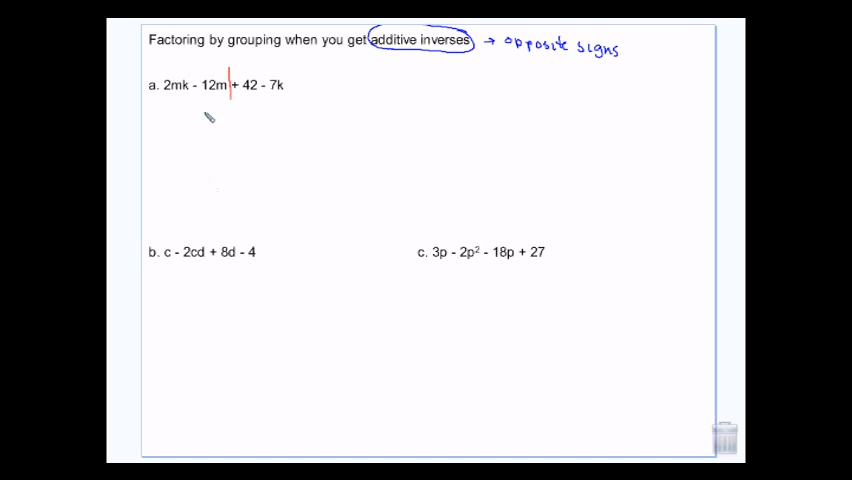 Factoring by grouping when you get additive inverses → opposite signs
a. 2mk - 12m + 42 - 7k
b. c - 2cd + 8d - 4
c. 3p - 2p² - 18p + 27